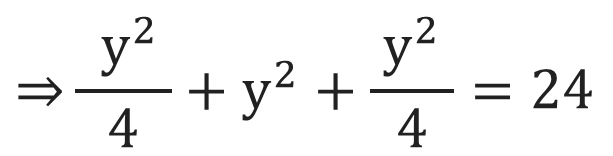 ⇒ y²/4 + y² + y²/4 = 24